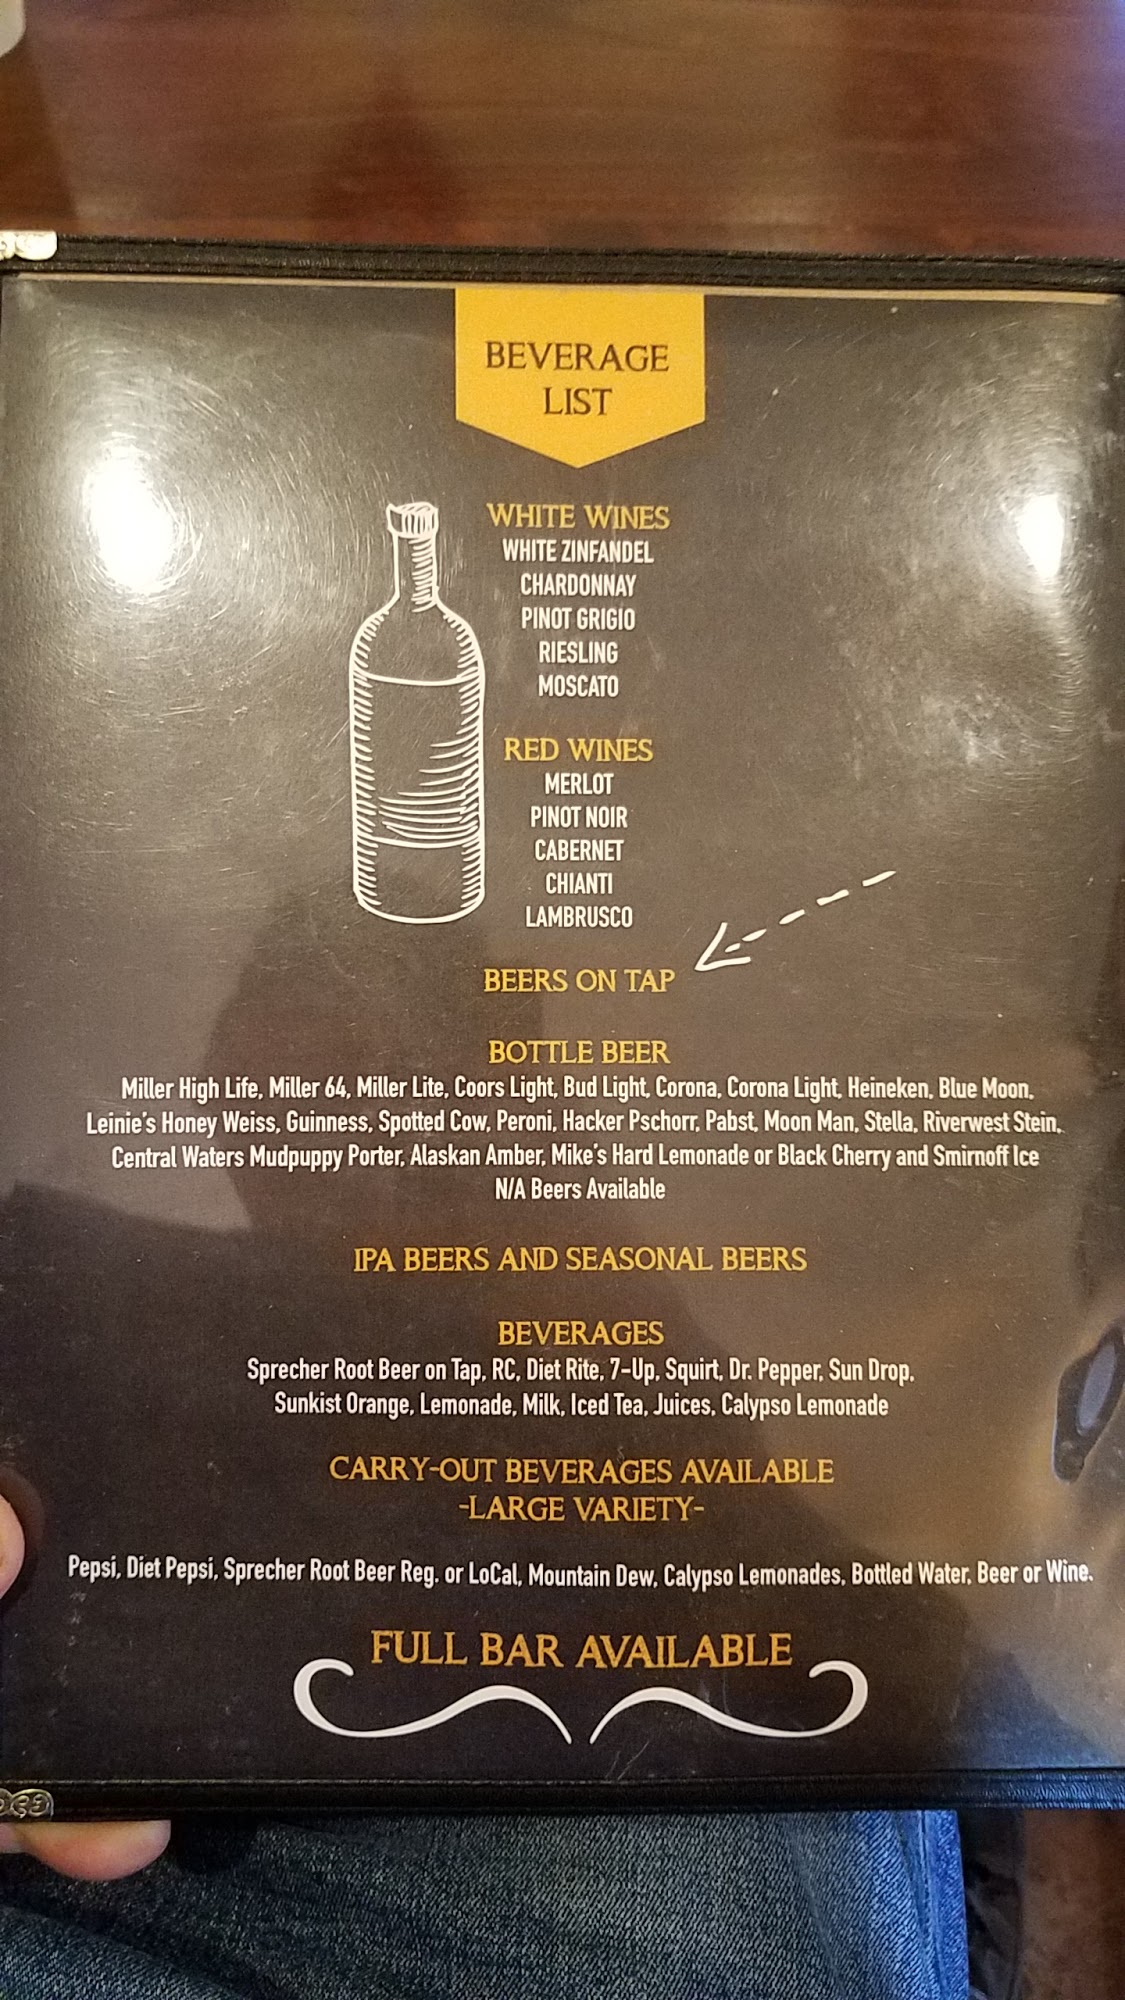 BEVERAGE
LIST
WHITE WINES
WHITE ZINFANDEL
CHARDONNAY
PINOT GRIGIO
RIESLING
MOSCATO
RED WINES
MERLOT
PINOT NOIR
CABERNET
CHIANTI
LAMBRUSCO
BEERS ON TAP
BOTTLE BEER
Miller High Life, Miller 64, Miller Lite, Coors Light, Bud Light, Corona, Corona Light, Heineken, Blue Moon,
Leinie's Honey Weiss, Guinness, Spotted Cow, Peroni, Hacker Pschorr, Pabst, Moon Man, Stella, Riverwest Stein,
Central Waters Mudpuppy Porter, Alaskan Amber, Mike's Hard Lemonade or Black Cherry and Smirnoff Ice
N/A Beers Available
IPA BEERS AND SEASONAL BEERS
BEVERAGES
Sprecher Root Beer on Tap, RC, Diet Rite, 7-Up, Squirt, Dr. Pepper, Sun Drop,
Sunkist Orange, Lemonade, Milk, Iced Tea, Juices, Calypso Lemonade
CARRY-OUT BEVERAGES AVAILABLE
-LARGE VARIETY-
Pepsi, Diet Pepsi, Sprecher Root Beer Reg. or LoCal, Mountain Dew, Calypso Lemonades, Bottled Water, Beer or Wine.
FULL BAR AVAILABLE